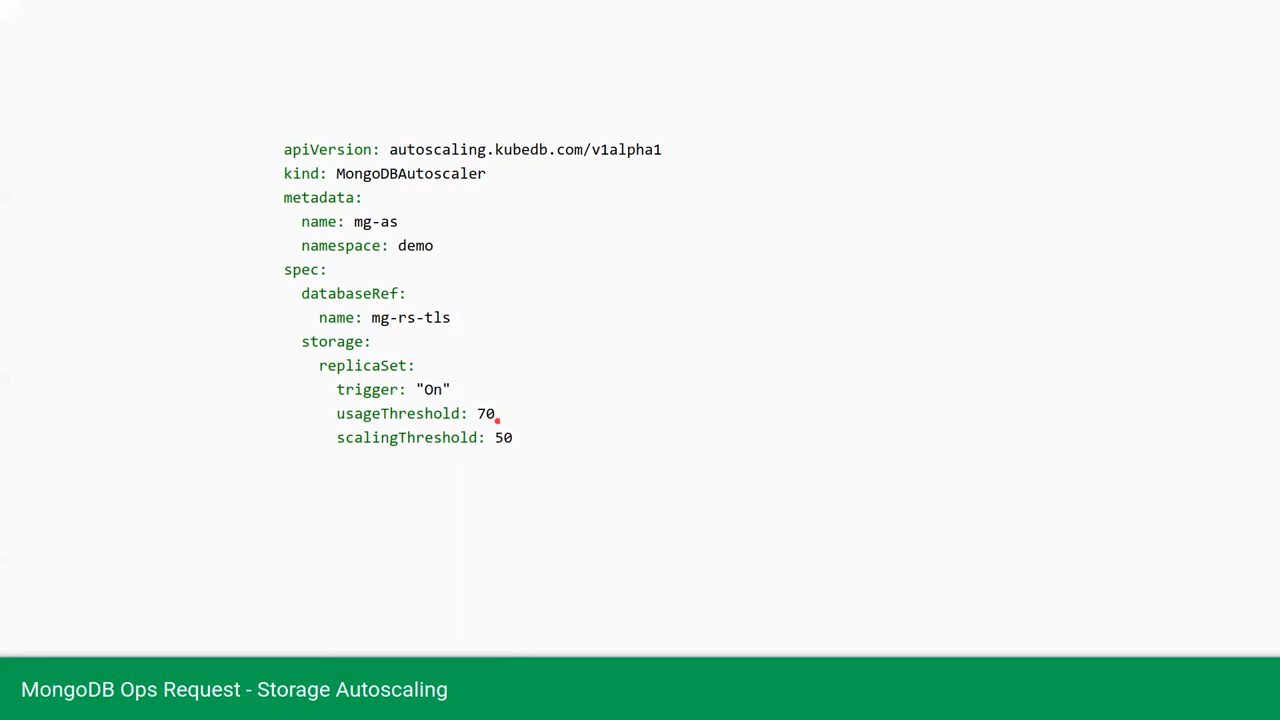 apiVersion: autoscaling.kubedb.com/v1alpha1
kind: MongoDBAutoscaler
metadata:
  name: mg-as
  namespace: demo
spec:
  databaseRef:
    name: mg-rs-tls
  storage:
    replicaSet:
      trigger: "On"
      usageThreshold: 70
      scalingThreshold: 50
MongoDB Ops Request - Storage Autoscaling